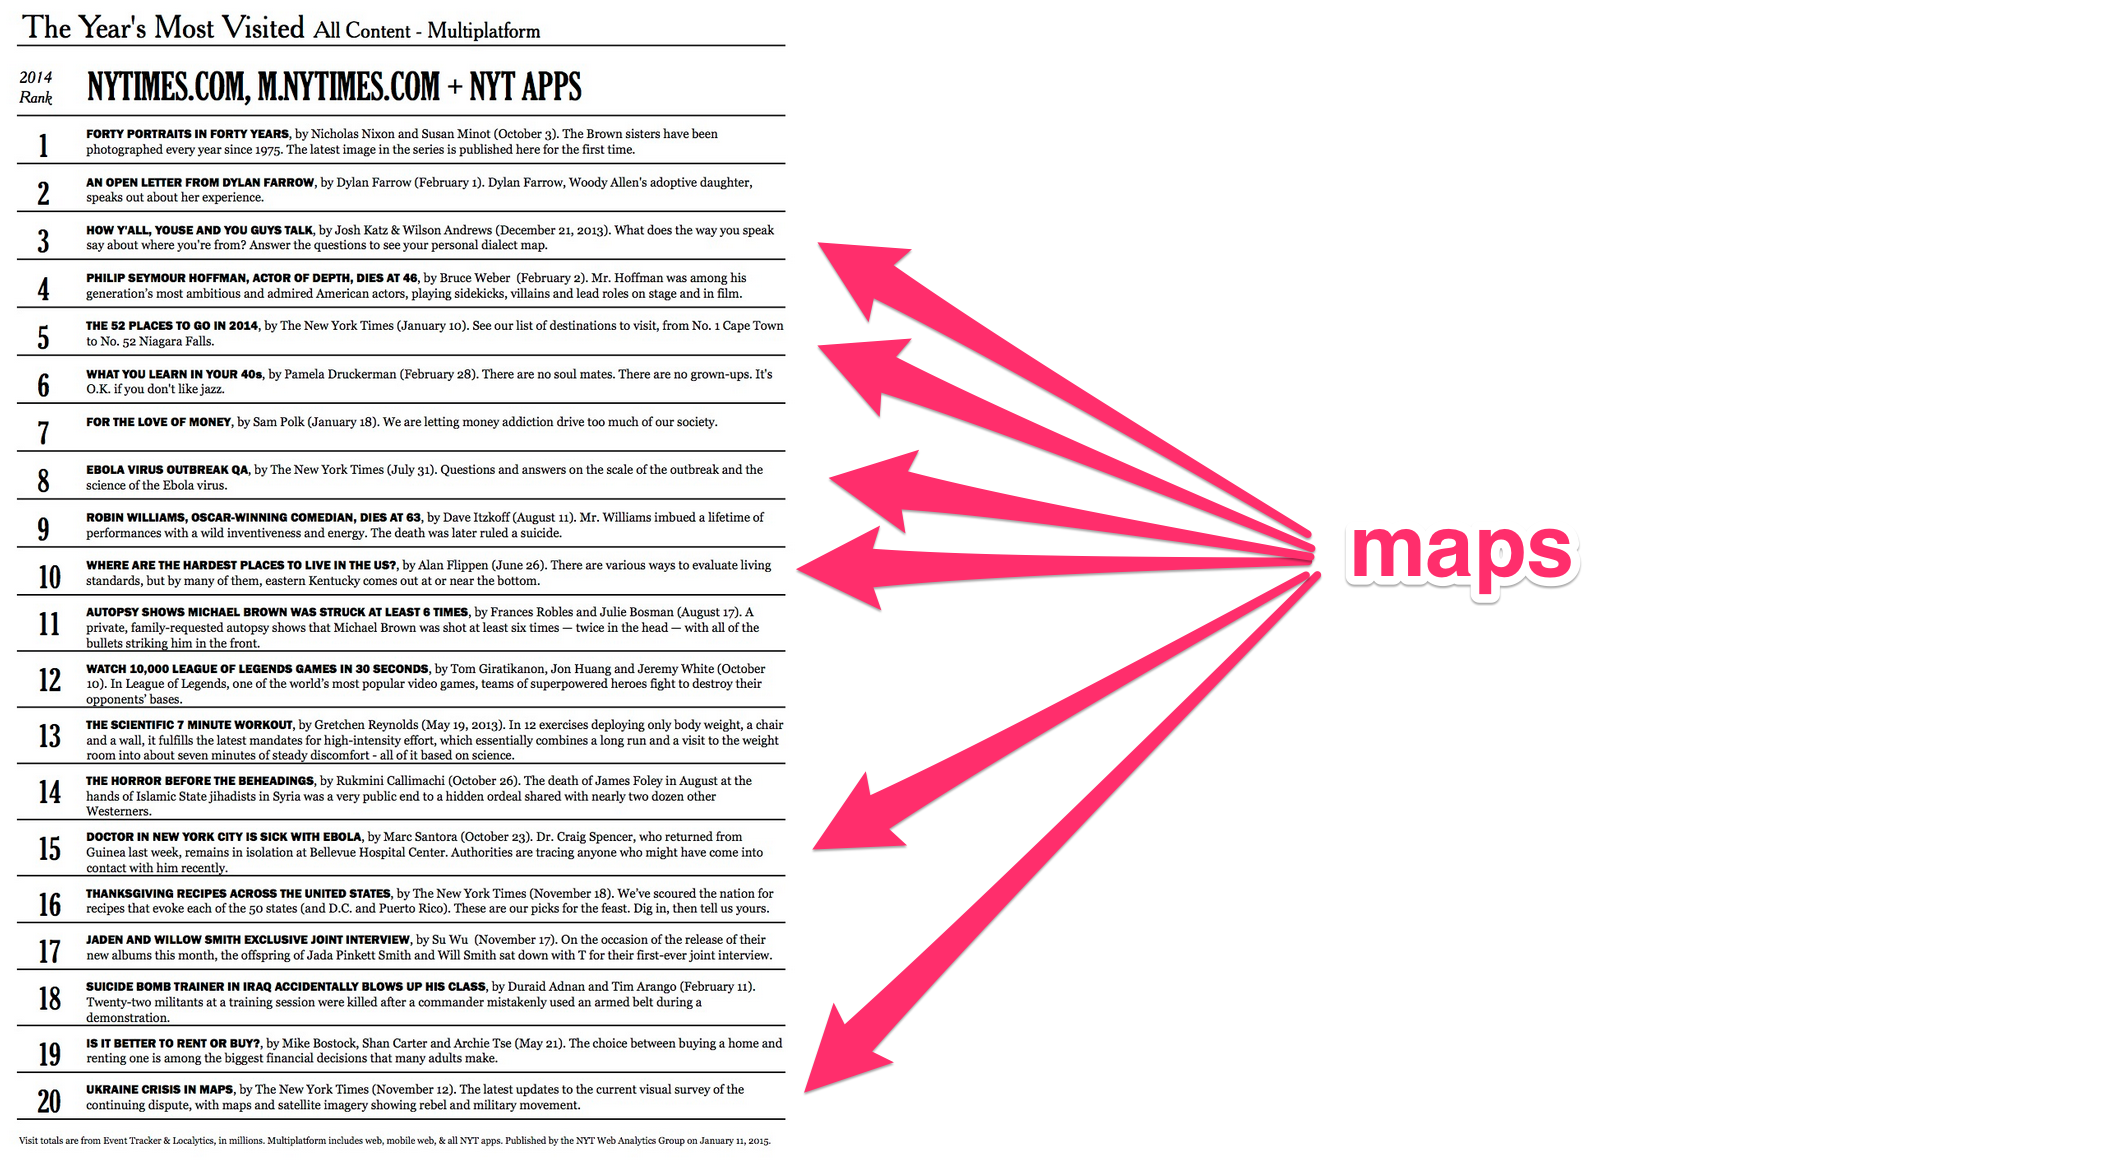 The Year's Most Visited All Content - Multiplatform
2014
Rank
NYTIMES.COM, M.NYTIMES.COM + NYT APPS
1
FORTY PORTRAITS IN FORTY YEARS, by Nicholas Nixon and Susan Minot (October 3). The Brown sisters have been
photographed every year since 1975. The latest image in the series is published here for the first time.
2
AN OPEN LETTER FROM DYLAN FARROW, by Dylan Farrow (February 1). Dylan Farrow, Woody Allen's adoptive daughter,
speaks out about her experience.
3
HOW Y'ALL, YOUSE AND YOU GUYS TALK, by Josh Katz & Wilson Andrews (December 21, 2013). What does the way you speak
say about where you're from? Answer the questions to see your personal dialect map.
4
PHILIP SEYMOUR HOFFMAN, ACTOR OF DEPTH, DIES AT 46, by Bruce Weber (February 2). Mr. Hoffman was among his
generation's most ambitious and admired American actors, playing sidekicks, villains and lead roles on stage and in film.
5
THE 52 PLACES TO GO IN 2014, by The New York Times (January 10). See our list of destinations to visit, from No. 1 Cape Town
to No. 52 Niagara Falls.
6
WHAT YOU LEARN IN YOUR 40s, by Pamela Druckerman (February 28). There are no soul mates. There are no grown-ups. It's
O.K. if you don't like jazz.
7
FOR THE LOVE OF MONEY, by Sam Polk (January 18). We are letting money addiction drive too much of our society.
8
EBOLA VIRUS OUTBREAK QA, by The New York Times (July 31). Questions and answers on the scale of the outbreak and the
science of the Ebola virus.
9
ROBIN WILLIAMS, OSCAR-WINNING COMEDIAN, DIES AT 63, by Dave Itzkoff (August 11). Mr. Williams imbued a lifetime of
performances with a wild inventiveness and energy. The death was later ruled a suicide.
10
WHERE ARE THE HARDEST PLACES TO LIVE IN THE US?, by Alan Flippen (June 26). There are various ways to evaluate living
standards, but by many of them, eastern Kentucky comes out at or near the bottom.
11
AUTOPSY SHOWS MICHAEL BROWN WAS STRUCK AT LEAST 6 TIMES, by Frances Robles and Julie Bosman (August 17). A
private, family-requested autopsy shows that Michael Brown was shot at least six times — twice in the head — with all of the
bullets striking him in the front.
12
WATCH 10,000 LEAGUE OF LEGENDS GAMES IN 30 SECONDS, by Tom Giratikanon, Jon Huang and Jeremy White (October
10). In League of Legends, one of the world's most popular video games, teams of superpowered heroes fight to destroy their
opponents' bases.
13
THE SCIENTIFIC 7 MINUTE WORKOUT, by Gretchen Reynolds (May 19, 2013). In 12 exercises deploying only body weight, a chair
and a wall, it fulfills the latest mandates for high-intensity effort, which essentially combines a long run and a visit to the weight
room into about seven minutes of steady discomfort - all of it based on science.
14
THE HORROR BEFORE THE BEHEADINGS, by Rukmini Callimachi (October 26). The death of James Foley in August at the
hands of Islamic State jihadists in Syria was a very public end to a hidden ordeal shared with nearly two dozen other
Westerners.
15
DOCTOR IN NEW YORK CITY IS SICK WITH EBOLA, by Marc Santora (October 23). Dr. Craig Spencer, who returned from
Guinea last week, remains in isolation at Bellevue Hospital Center. Authorities are tracing anyone who might have come into
contact with him recently.
16
THANKSGIVING RECIPES ACROSS THE UNITED STATES, by The New York Times (November 18). We've scoured the nation for
recipes that evoke each of the 50 states (and D.C. and Puerto Rico). These are our picks for the feast. Dig in, then tell us yours.
17
JADEN AND WILLOW SMITH EXCLUSIVE JOINT INTERVIEW, by Su Wu (November 17). On the occasion of the release of their
new albums this month, the offspring of Jada Pinkett Smith and Will Smith sat down with T for their first-ever joint interview.
18
SUICIDE BOMB TRAINER IN IRAQ ACCIDENTALLY BLOWS UP HIS CLASS, by Duraid Adnan and Tim Arango (February 11).
Twenty-two militants at a training session were killed after a commander mistakenly used an armed belt during a
demonstration.
19
IS IT BETTER TO RENT OR BUY?, by Mike Bostock, Shan Carter and Archie Tse (May 21). The choice between buying a home and
renting one is among the biggest financial decisions that many adults make.
20
UKRAINE CRISIS IN MAPS, by The New York Times (November 12). The latest updates to the current visual survey of the
continuing dispute, with maps and satellite imagery showing rebel and military movement.
Visit totals are from Event Tracker & Localytics, in millions. Multiplatform includes web, mobile web, & all NYT apps. Published by the NYT Web Analytics Group on January 11, 2015.
maps